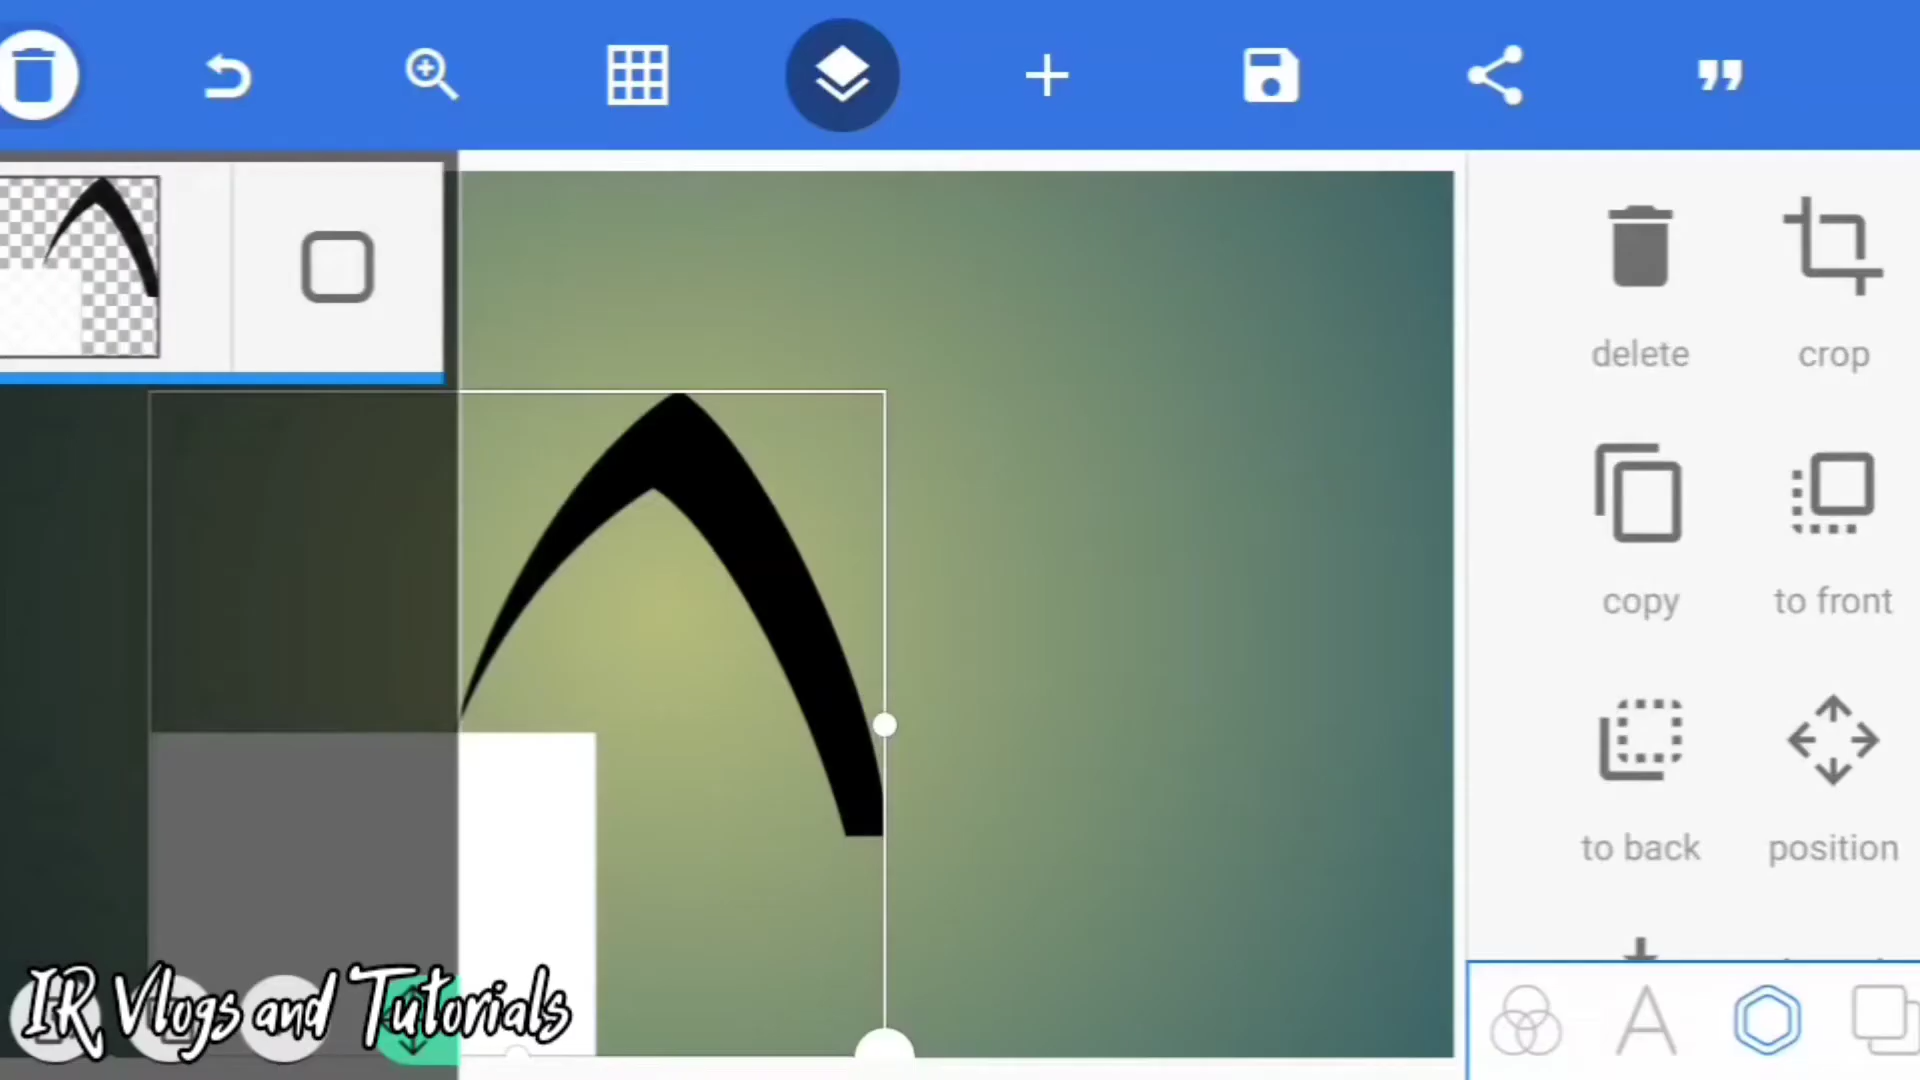 delete
crop
copy
to front
to back
position
IR Vlogs and Tutorials